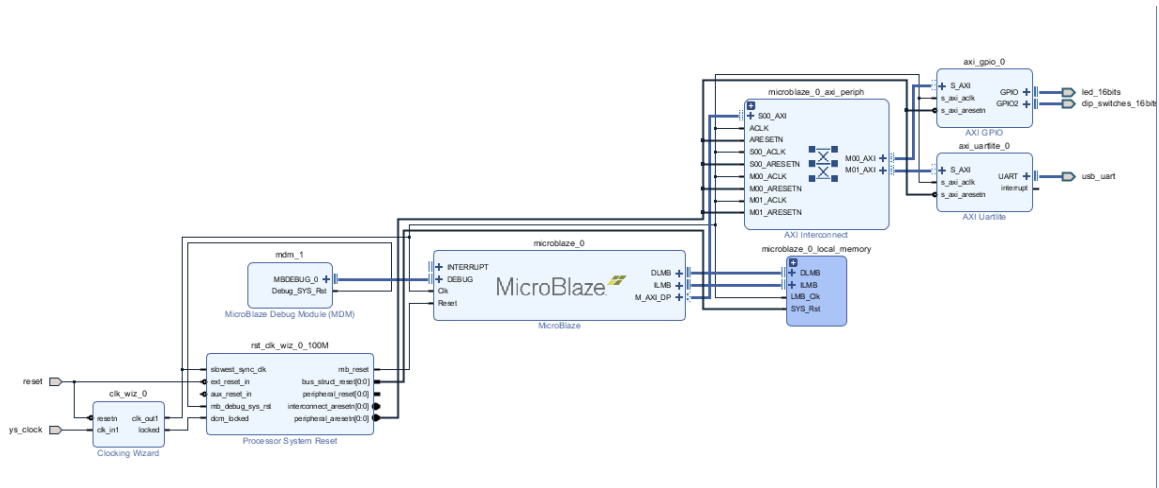 axi_gpio_0
S_AXI
s_axi_aclk
s_axi_aresetn
GPIO
GPIO2
AXI GPIO
led_16bits
dip_switches_16bit
microblaze_0_axi_periph
S00_AXI
ACLK
ARESETN
S00_ACLK
S00_ARESETN
M00_ACLK
M00_ARESETN
M01_ACLK
M01_ARESETN
M00_AXI
M01_AXI
AXI Interconnect
axi_uartlite_0
S_AXI
s_axi_aclk
s_axi_aresetn
UART
interrupt
AXI Uartlite
usb_uart
microblaze_0
INTERRUPT
DEBUG
Clk
Reset
MicroBlaze
DLMB
ILMB
M_AXI_DP
MicroBlaze
microblaze_0_local_memory
DLMB
ILMB
LMB_Clk
SYS_Rst
mdm_1
MBDEBUG_0
Debug_SYS_Rst
MicroBlaze Debug Module (MDM)
rst_clk_wiz_0_100M
slowest_sync_clk
ext_reset_in
aux_reset_in
mb_debug_sys_rst
dcm_locked
mb_reset
bus_struct_reset[0:0]
peripheral_reset[0:0]
interconnect_aresetn[0:0]
peripheral_aresetn[0:0]
Processor System Reset
reset
ys_clock
clk_wiz_0
resetn
clk_in1
clk_out1
locked
Clocking Wizard